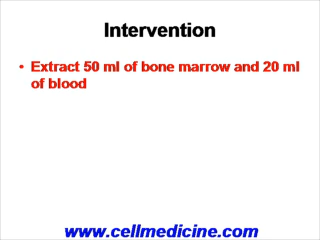 Intervention
• Extract 50 ml of bone marrow and 20 ml
of blood
www.cellmedicine.com